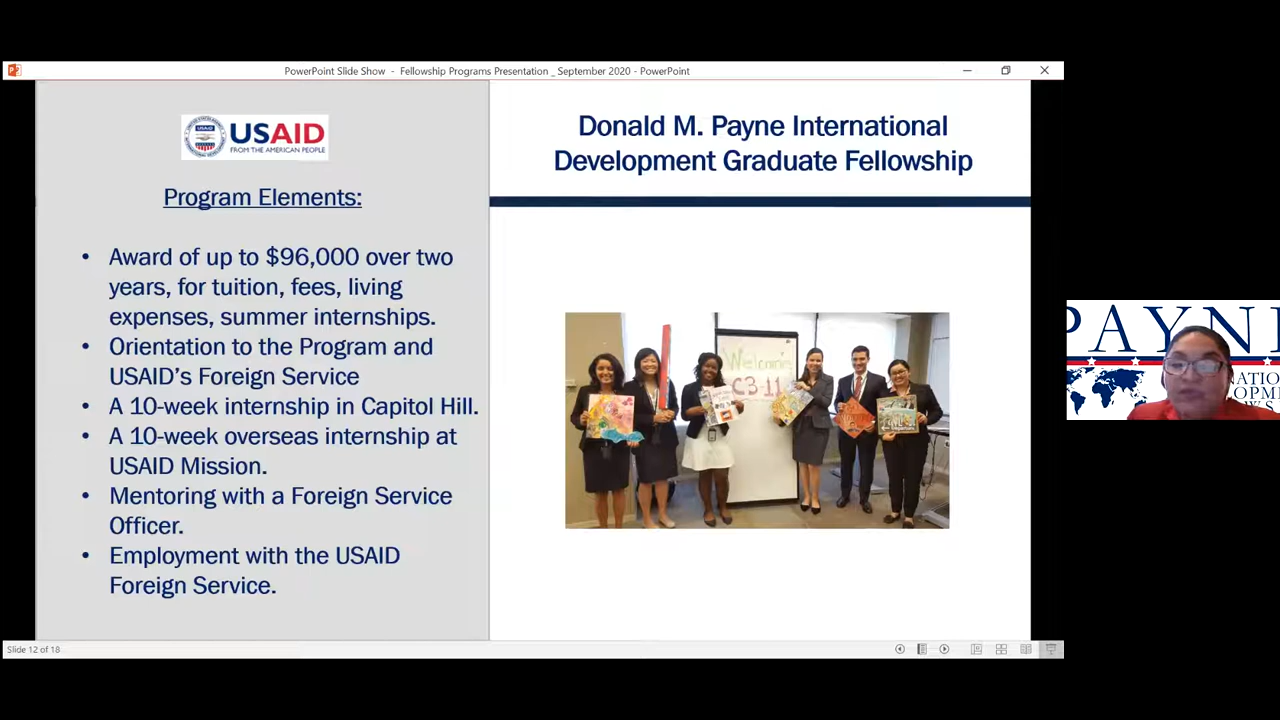 PowerPoint Slide Show - Fellowship Programs Presentation _ September 2020 - PowerPoint
USAID
FROM THE AMERICAN PEOPLE
Program Elements:
• Award of up to $96,000 over two
years, for tuition, fees, living
expenses, summer internships.
• Orientation to the Program and
USAID’s Foreign Service
• A 10-week internship in Capitol Hill.
• A 10-week overseas internship at
USAID Mission.
• Mentoring with a Foreign Service
Officer.
• Employment with the USAID
Foreign Service.
Donald M. Payne International
Development Graduate Fellowship
Welcome
C3-11
PAYN
Slide 12 of 18